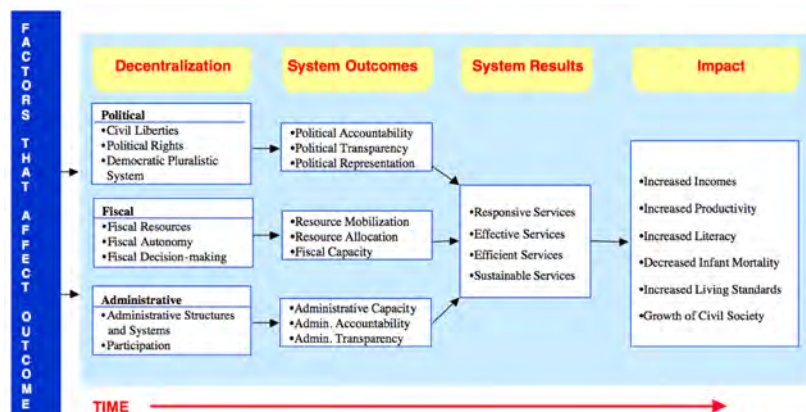 FACTORS THAT AFFECT OUTCOME
Decentralization
System Outcomes
System Results
Impact
Political
•Civil Liberties
•Political Rights
•Democratic Pluralistic
System
•Political Accountability
•Political Transparency
•Political Representation
Fiscal
•Fiscal Resources
•Fiscal Autonomy
•Fiscal Decision-making
•Resource Mobilization
•Resource Allocation
•Fiscal Capacity
Administrative
•Administrative Structures
and Systems
•Participation
•Administrative Capacity
•Admin. Accountability
•Admin. Transparency
•Responsive Services
•Effective Services
•Efficient Services
•Sustainable Services
•Increased Incomes
•Increased Productivity
•Increased Literacy
•Decreased Infant Mortality
•Increased Living Standards
•Growth of Civil Society
TIME